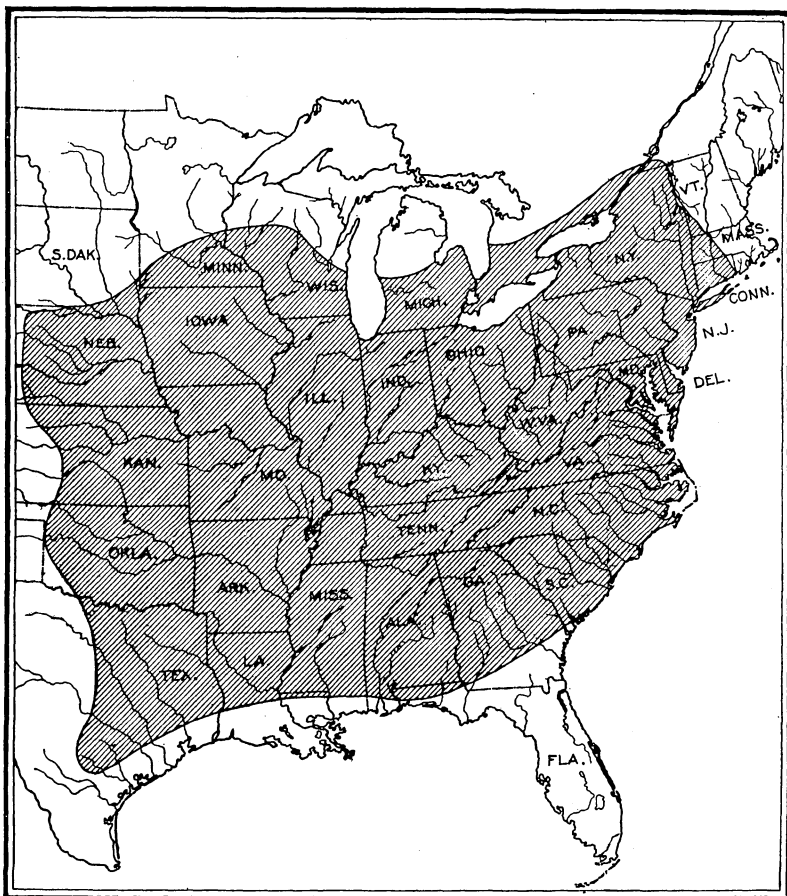 VT.
MASS.
S.DAK.
MINN.
N.Y.
WIS.
MICH.
CONN.
IOWA
NEB.
OHIO
PA.
N.J.
IND.
MD.
DEL.
ILL.
W.VA.
KAN.
MO.
KY.
VA.
N.C.
TENN.
OKLA.
ARK.
MISS.
GA.
S.C.
ALA.
TEX.
LA.
FLA.